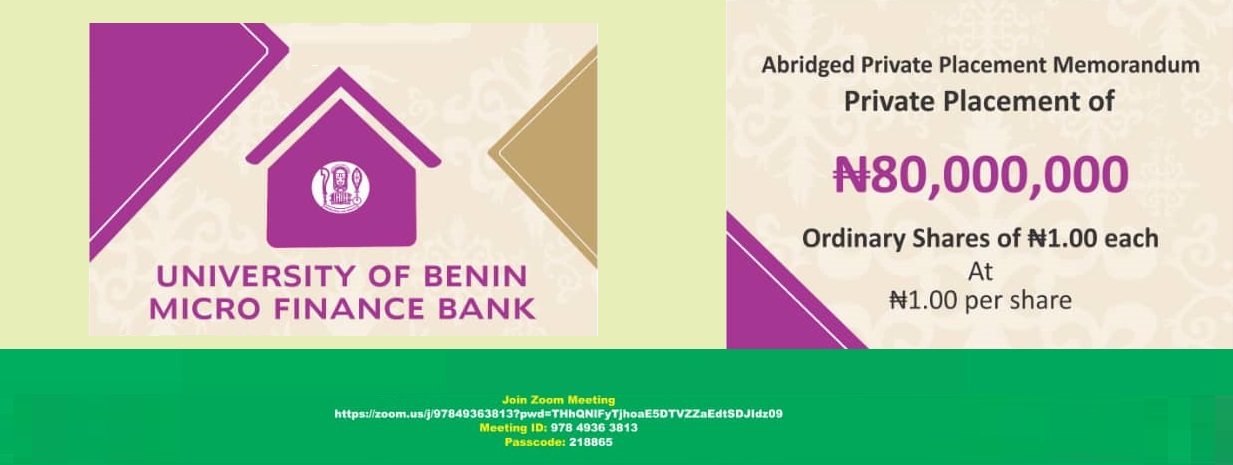 UNIVERSITY OF BENIN
MICRO FINANCE BANK
Abridged Private Placement Memorandum
Private Placement of
₦80,000,000
Ordinary Shares of ₦1.00 each
At
₦1.00 per share
Join Zoom Meeting
https://zoom.us/j/97849363813?pwd=THhQNlFyTjhoaE5DTVZZaEdtSDJIdz09
Meeting ID: 978 4936 3813
Passcode: 218865